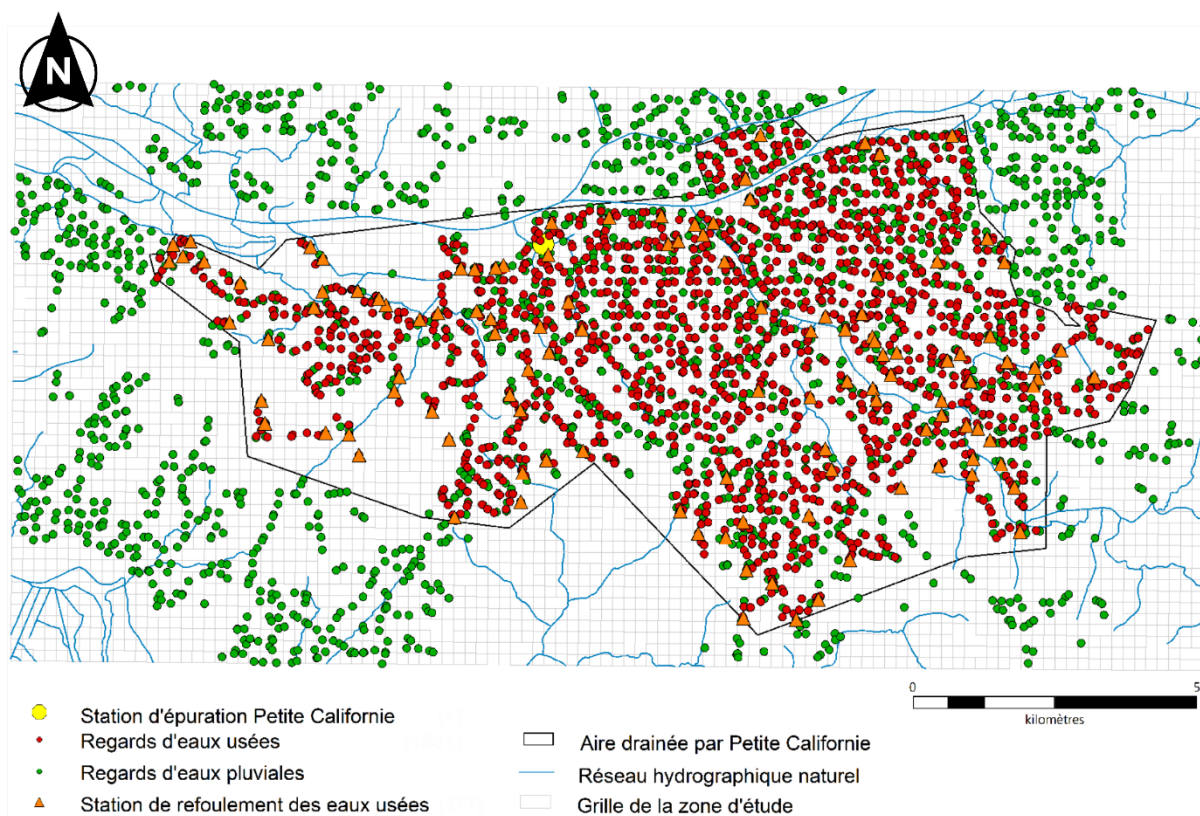 N
0 5
kilomètres
Station d'épuration Petite Californie
Regards d'eaux usées
Aire drainée par Petite Californie
Regards d'eaux pluviales
Réseau hydrographique naturel
Station de refoulement des eaux usées
Grille de la zone d'étude